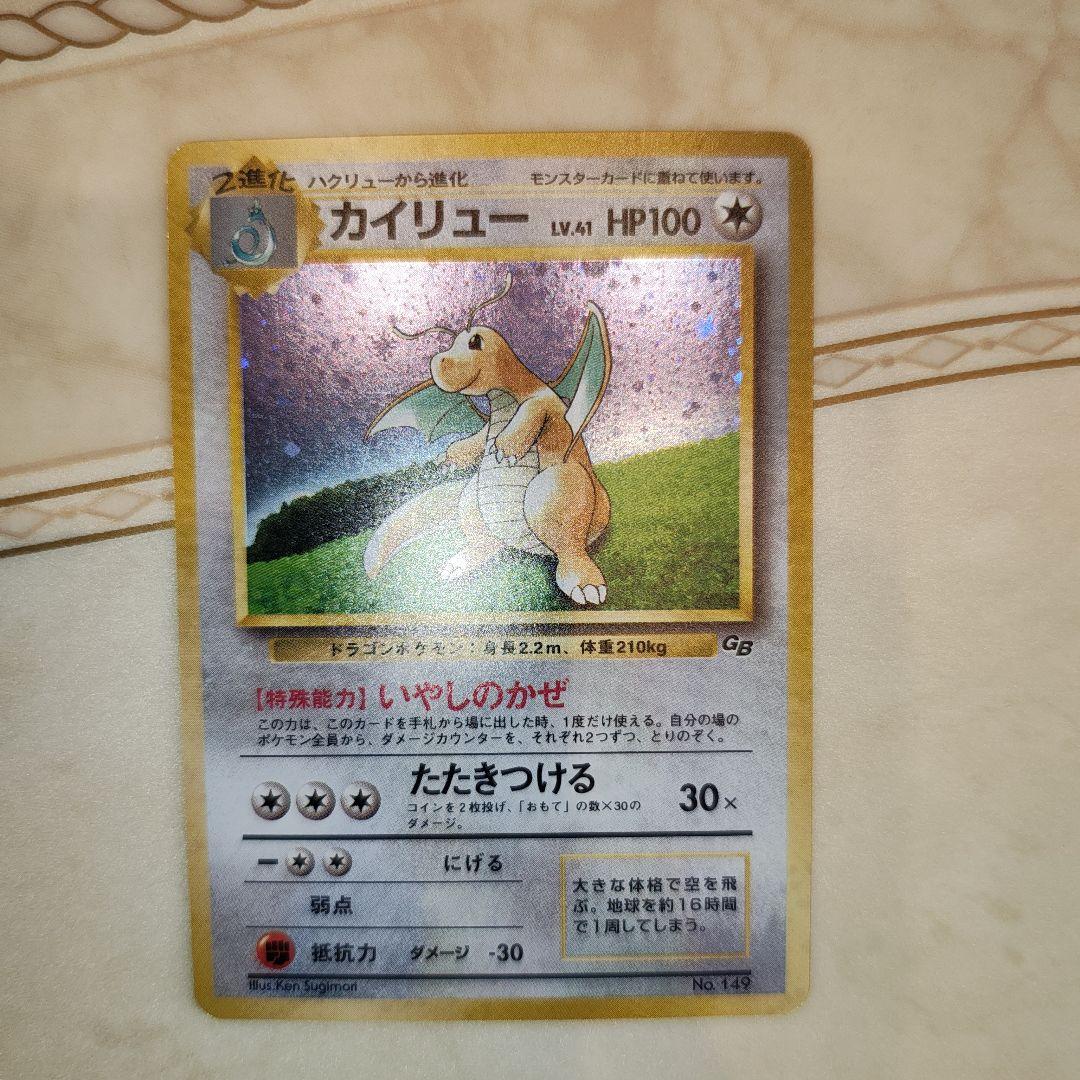 2進化 ハクリューから進化 モンスターカードに重ねて使います。
カイリュー LV.41 HP100
ドラゴンポケモン：身長2.2m、体重210kg
GB
【特殊能力】いやしのかぜ
この力は、このカードを手札から場に出した時、1度だけ使える。自分の場の
ポケモン全員から、ダメージカウンターを、それぞれ2つずつ、とりのぞく。
たたきつける
コインを2枚投げ、「おもて」の数×30の
ダメージ。
30×
ー にげる
弱点
抵抗力 ダメージ -30
大きな体格で空を飛
ぶ。地球を約16時間
で1周してしまう。
Illus.Ken Sugimori
No. 149